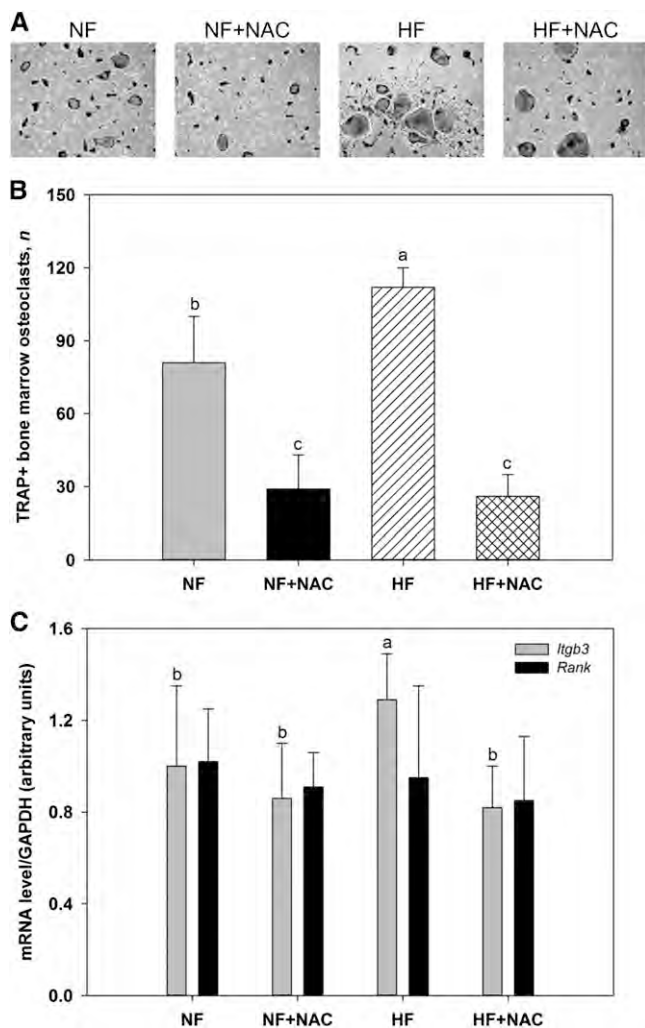 A
NF NF+NAC HF HF+NAC
B
TRAP+ bone marrow osteoclasts, n
150
120
90
60
30
0
b
c
a
c
NF NF+NAC HF HF+NAC
C
mRNA level/GAPDH (arbitrary units)
1.6
1.2
0.8
0.4
0.0
b
b
a
b
Itgb3
Rank
NF NF+NAC HF HF+NAC